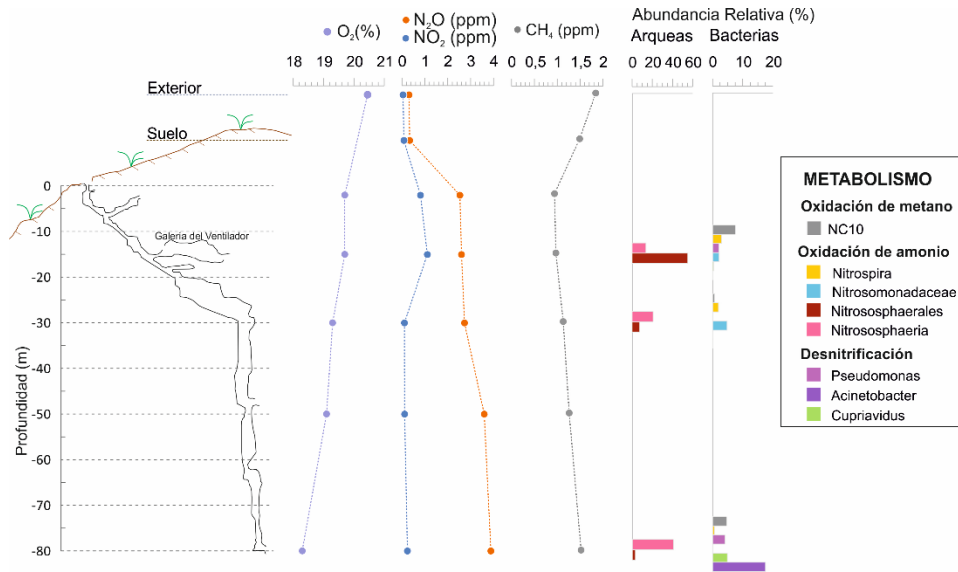 Abundancia Relativa (%)
O₂(%)
N₂O (ppm)
NO₂ (ppm)
CH₄ (ppm)
Arqueas
Bacterias
18 19 20 21
0 1 2 3 4
0 0,5 1 1,5 2
0 20 40 60
0 10 20
Exterior
Suelo
Profundidad (m)
0
-10
-20
-30
-40
-50
-60
-70
-80
Galería del Ventilador
METABOLISMO
Oxidación de metano
NC10
Oxidación de amonio
Nitrospira
Nitrosomonadaceae
Nitrososphaerales
Nitrososphaeria
Desnitrificación
Pseudomonas
Acinetobacter
Cupriavidus